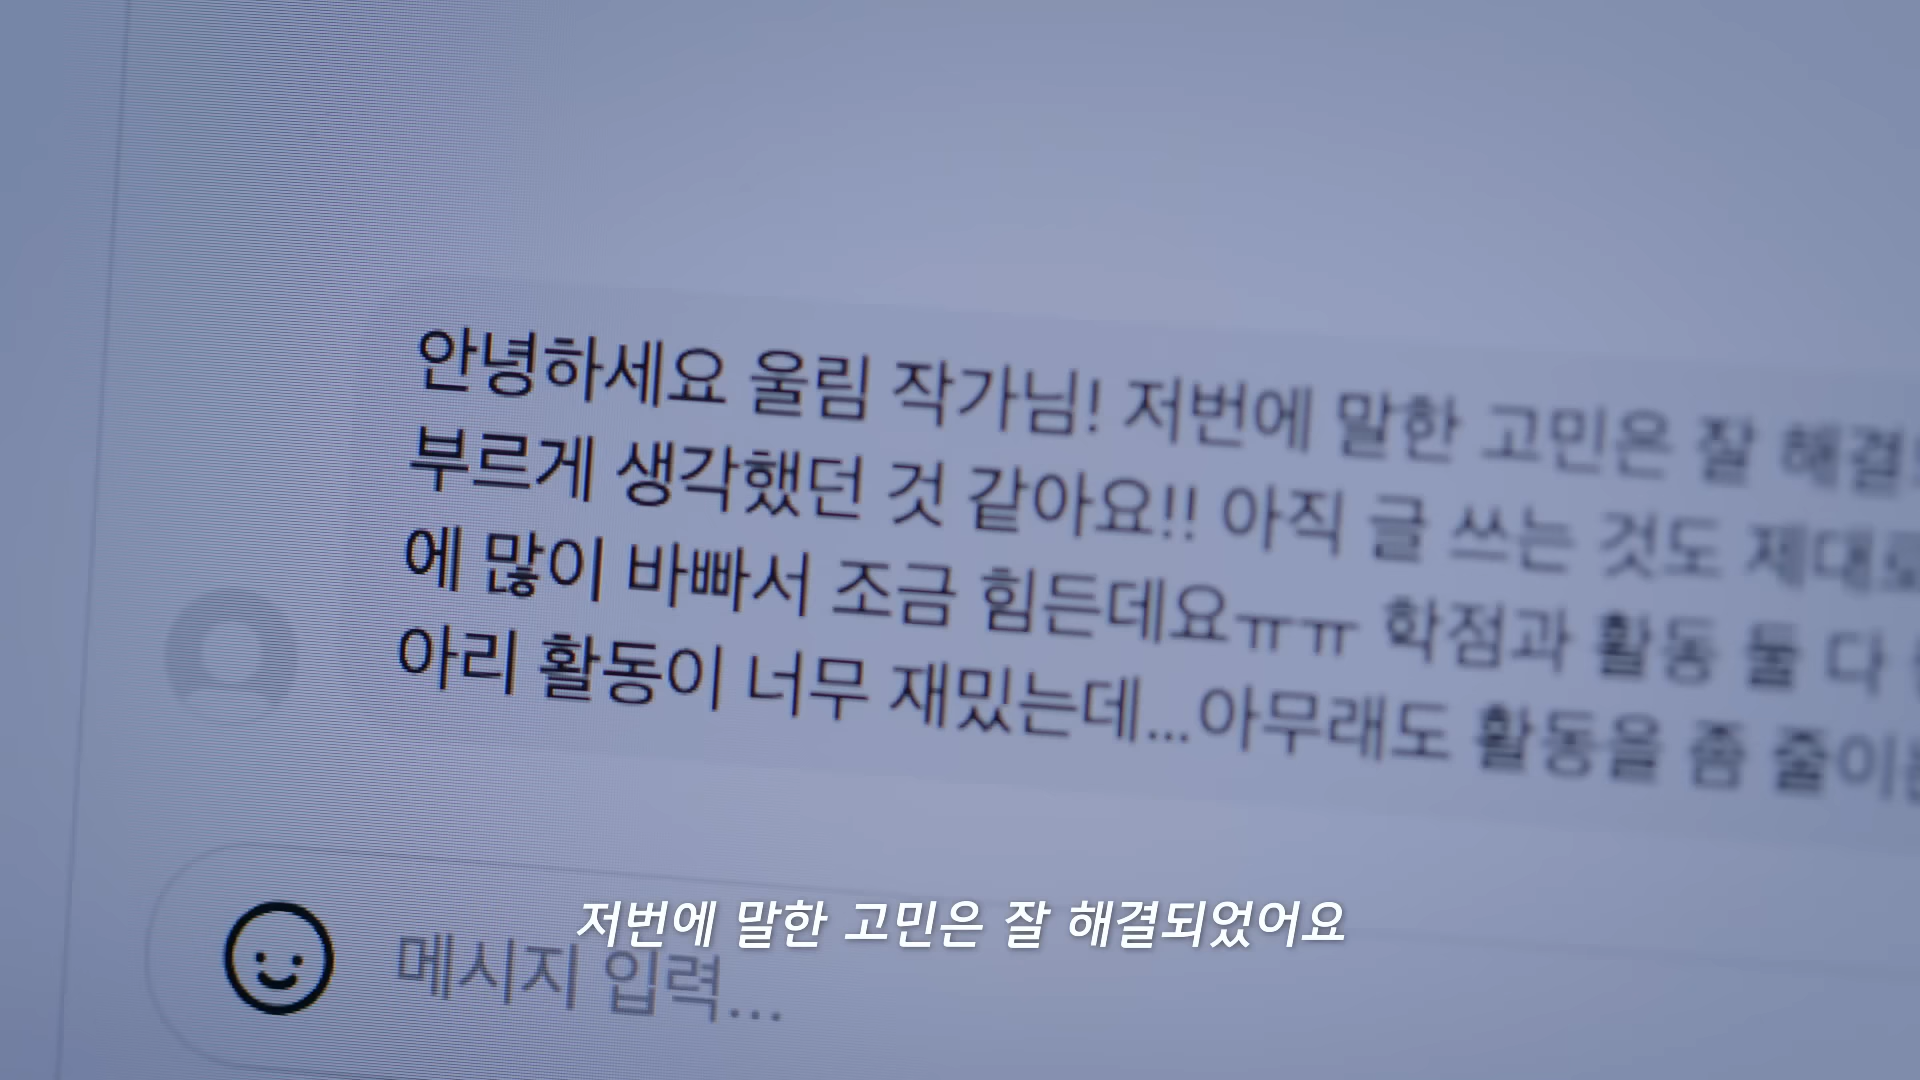 안녕하세요 울림 작가님! 저번에 말한 고민은 잘 해결
부르게 생각했던 것 같아요!! 아직 글 쓰는 것도 제대로
에 많이 바빠서 조금 힘든데요ㅠㅠ 학점과 활동 둘 다
아리 활동이 너무 재밌는데...아무래도 활동을 좀 줄이
저번에 말한 고민은 잘 해결되었어요
메시지 입력...